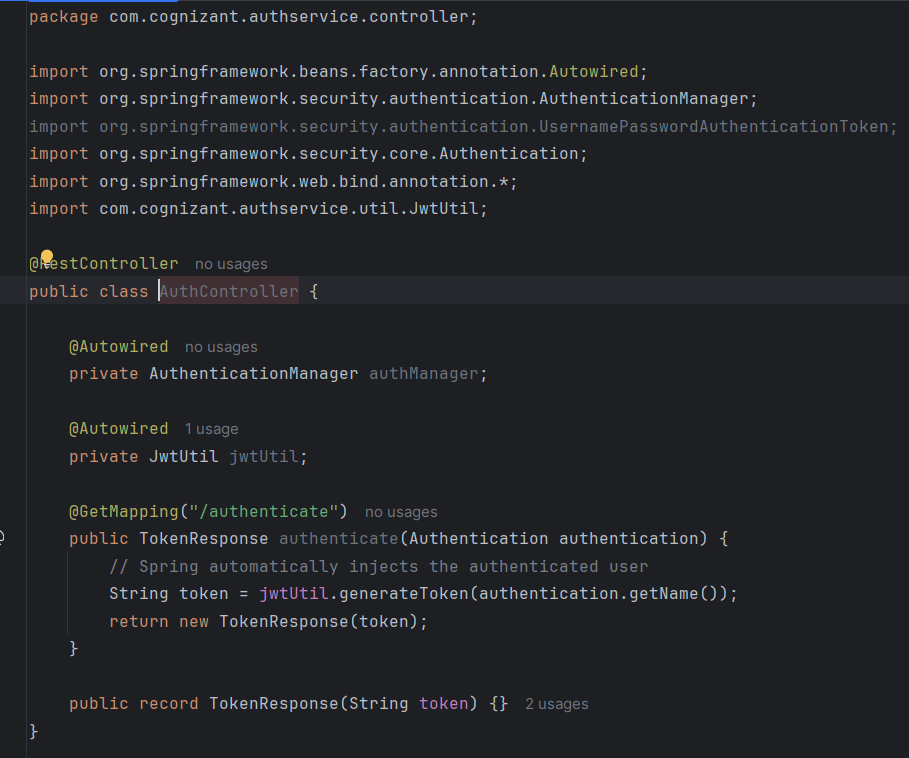 package com.cognizant.authservice.controller;
import org.springframework.beans.factory.annotation.Autowired;
import org.springframework.security.authentication.AuthenticationManager;
import org.springframework.security.authentication.UsernamePasswordAuthenticationToken;
import org.springframework.security.core.Authentication;
import org.springframework.web.bind.annotation.*;
import com.cognizant.authservice.util.JwtUtil;
@RestController no usages
public class AuthController {
@Autowired no usages
private AuthenticationManager authManager;
@Autowired 1 usage
private JwtUtil jwtUtil;
@GetMapping("/authenticate") no usages
public TokenResponse authenticate(Authentication authentication) {
// Spring automatically injects the authenticated user
String token = jwtUtil.generateToken(authentication.getName());
return new TokenResponse(token);
}
public record TokenResponse(String token) {} 2 usages
}